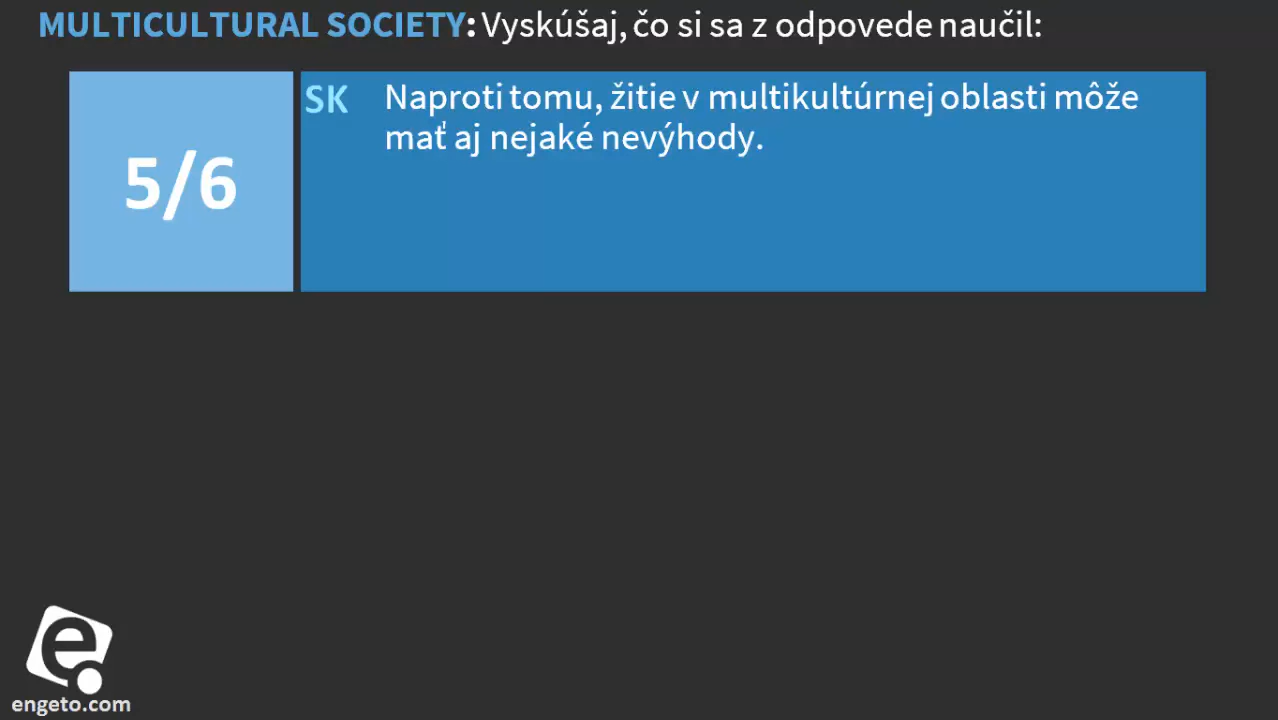 MULTICULTURAL SOCIETY: Vyskúšaj, čo si sa z odpovede naučil:
5/6
SK Naproti tomu, žitie v multikultúrnej oblasti môže
mať aj nejaké nevýhody.
e
engeto.com